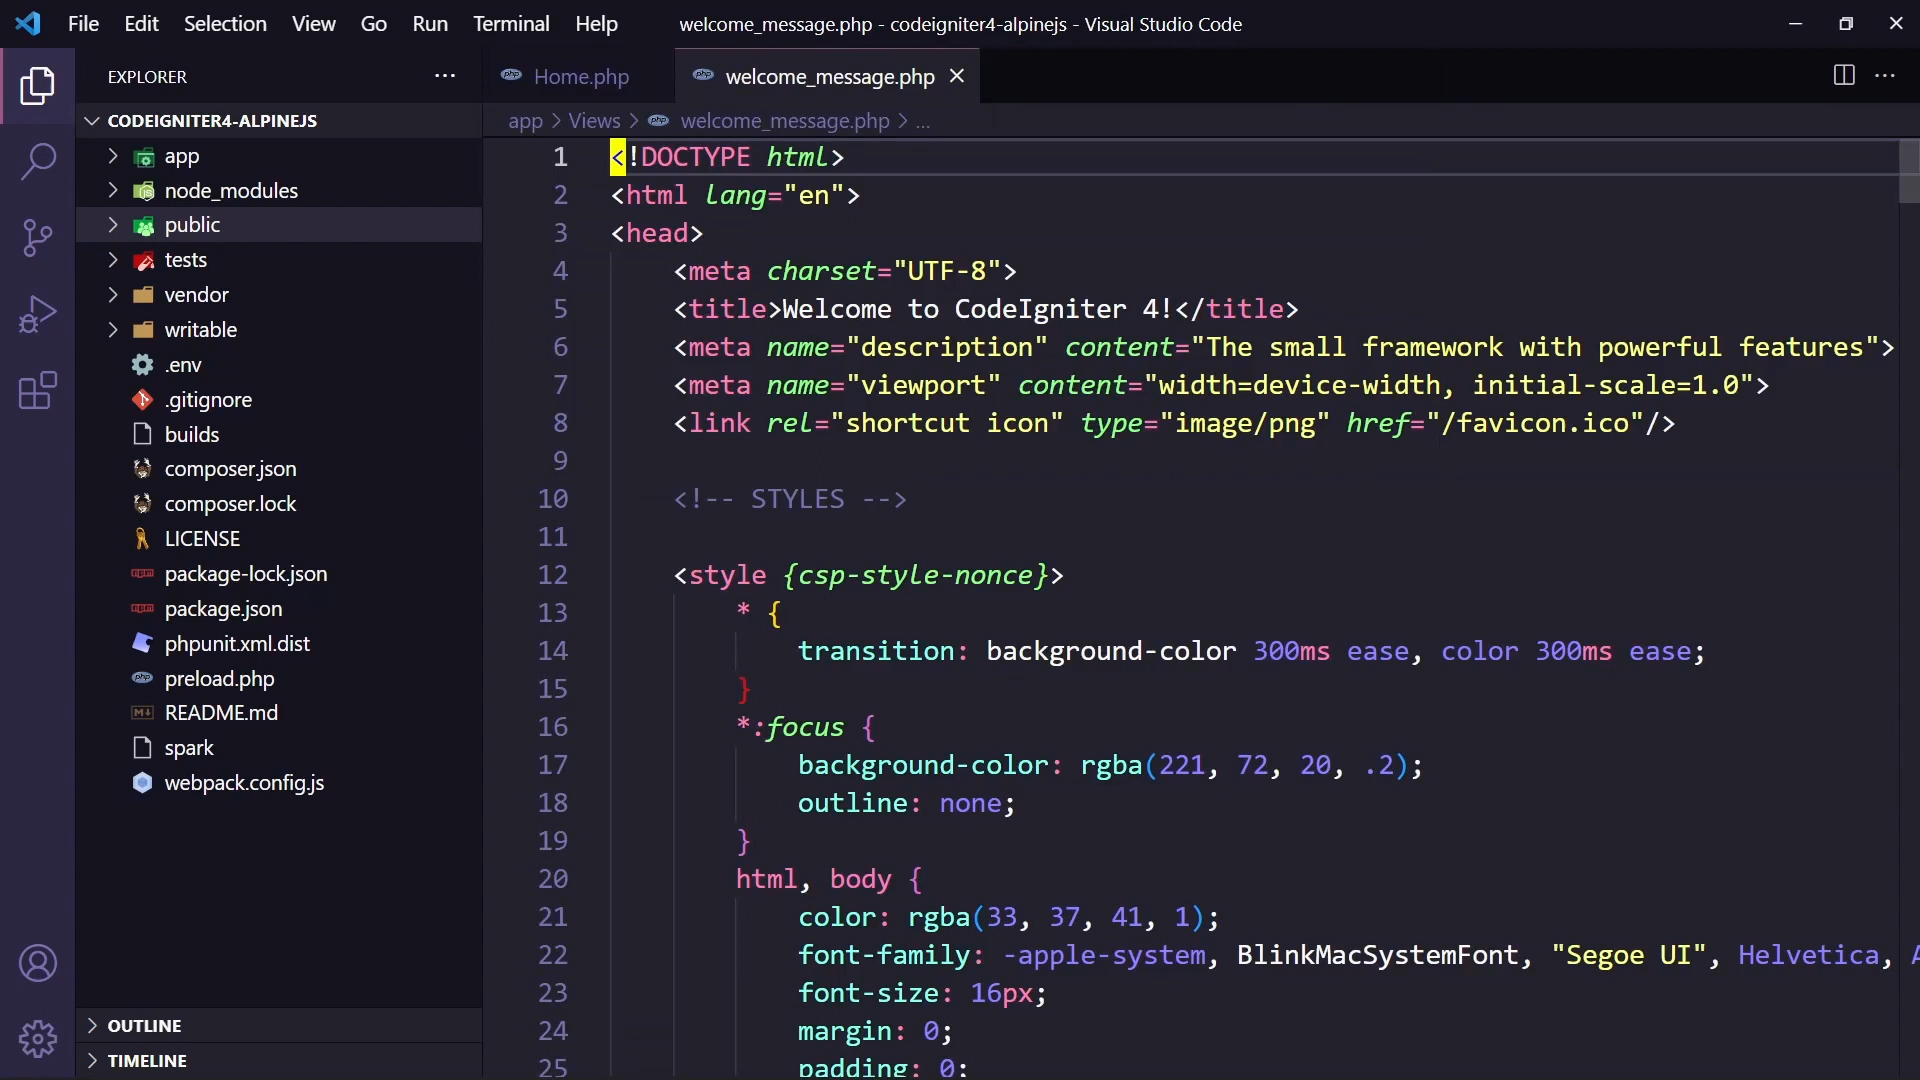 File Edit Selection View Go Run Terminal Help
welcome_message.php - codeigniter4-alpinejs - Visual Studio Code
EXPLORER
CODEIGNITER4-ALPINEJS
app
node_modules
public
tests
vendor
writable
.env
.gitignore
builds
composer.json
composer.lock
LICENSE
package-lock.json
package.json
phpunit.xml.dist
preload.php
README.md
spark
webpack.config.js
OUTLINE
TIMELINE
Home.php
welcome_message.php
app > Views > welcome_message.php > ...
1 <!DOCTYPE html>
2 <html lang="en">
3 <head>
4 <meta charset="UTF-8">
5 <title>Welcome to CodeIgniter 4!</title>
6 <meta name="description" content="The small framework with powerful features">
7 <meta name="viewport" content="width=device-width, initial-scale=1.0">
8 <link rel="shortcut icon" type="image/png" href="/favicon.ico"/>
9
10 <!-- STYLES -->
11
12 <style {csp-style-nonce}>
13 * {
14 transition: background-color 300ms ease, color 300ms ease;
15 }
16 *:focus {
17 background-color: rgba(221, 72, 20, .2);
18 outline: none;
19 }
20 html, body {
21 color: rgba(33, 37, 41, 1);
22 font-family: -apple-system, BlinkMacSystemFont, "Segoe UI", Helvetica,
23 font-size: 16px;
24 margin: 0;
25 padding: 0;